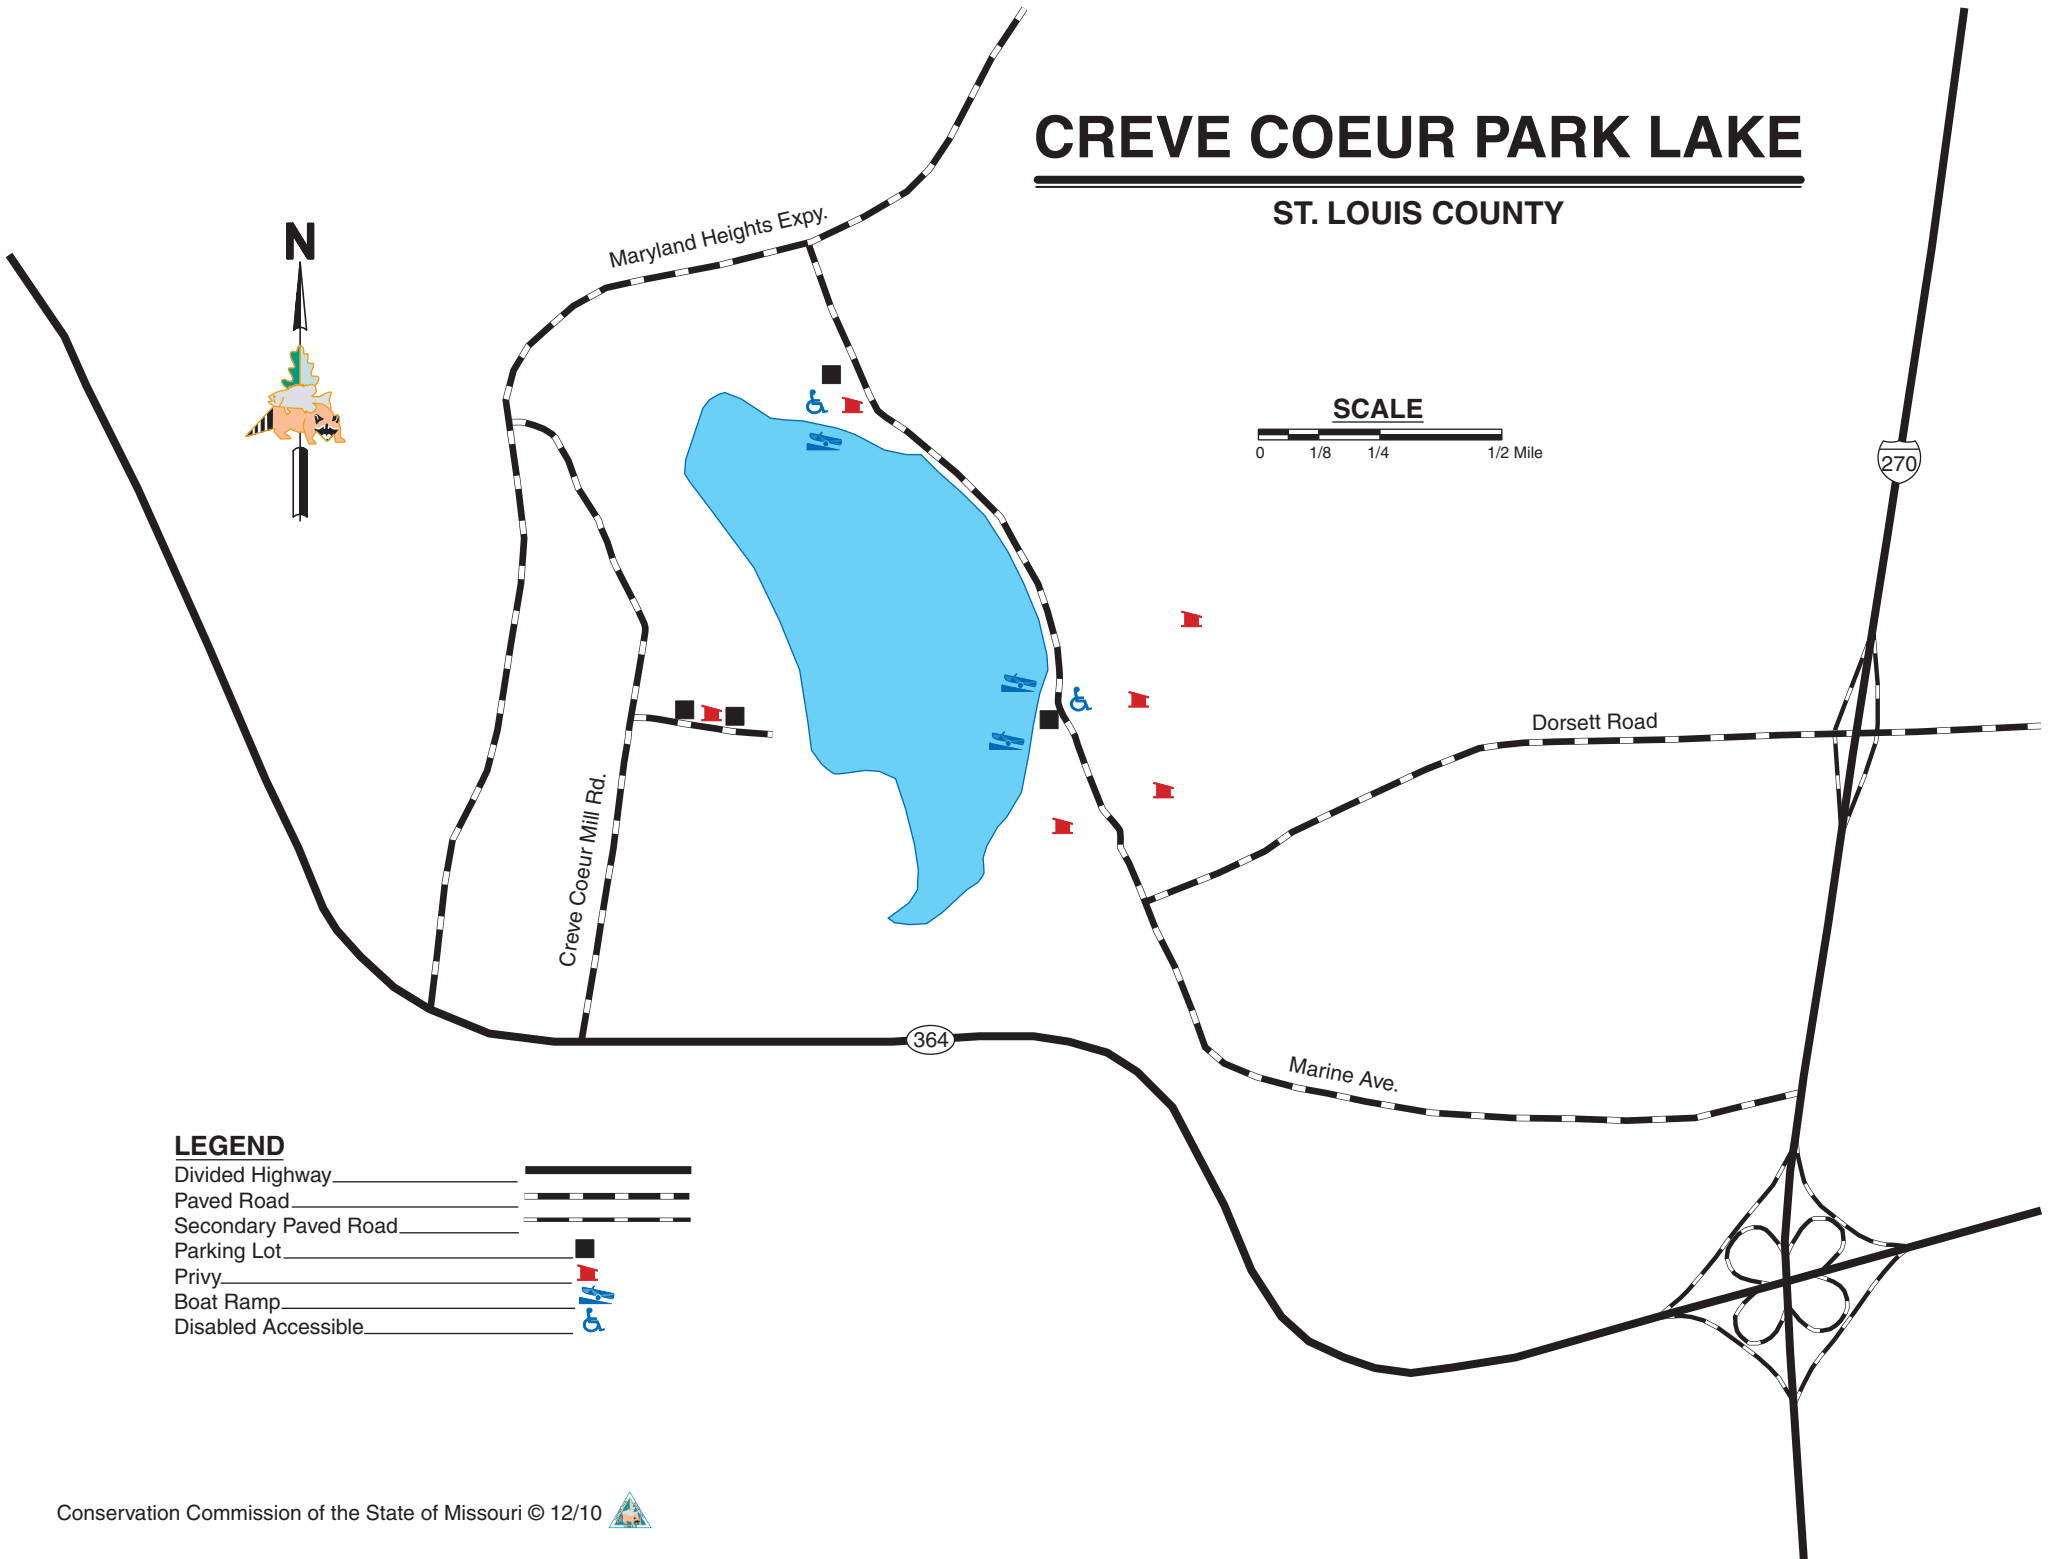 CREVE COEUR PARK LAKE
ST. LOUIS COUNTY
Maryland Heights Expy.
N
SCALE
0 1/8 1/4 1/2 Mile
270
Dorsett Road
Creve Coeur Mill Rd.
364
Marine Ave.
LEGEND
Divided Highway
Paved Road
Secondary Paved Road
Parking Lot
Privy
Boat Ramp
Disabled Accessible
Conservation Commission of the State of Missouri © 12/10